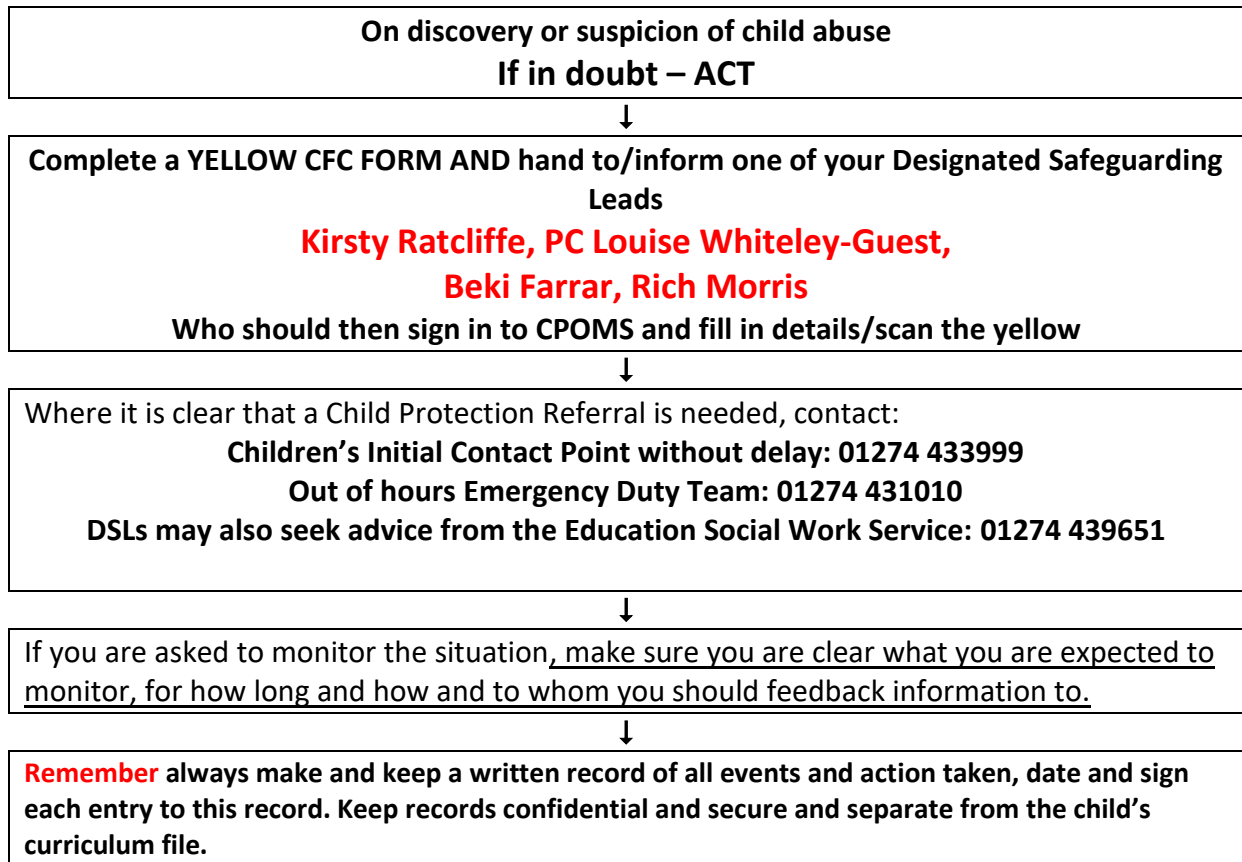 On discovery or suspicion of child abuse
If in doubt – ACT
↓
Complete a YELLOW CFC FORM AND hand to/inform one of your Designated Safeguarding
Leads
Kirsty Ratcliffe, PC Louise Whiteley-Guest,
Beki Farrar, Rich Morris
Who should then sign in to CPOMS and fill in details/scan the yellow
↓
Where it is clear that a Child Protection Referral is needed, contact:
Children’s Initial Contact Point without delay: 01274 433999
Out of hours Emergency Duty Team: 01274 431010
DSLs may also seek advice from the Education Social Work Service: 01274 439651
↓
If you are asked to monitor the situation, make sure you are clear what you are expected to
monitor, for how long and how and to whom you should feedback information to.
↓
Remember always make and keep a written record of all events and action taken, date and sign
each entry to this record. Keep records confidential and secure and separate from the child’s
curriculum file.